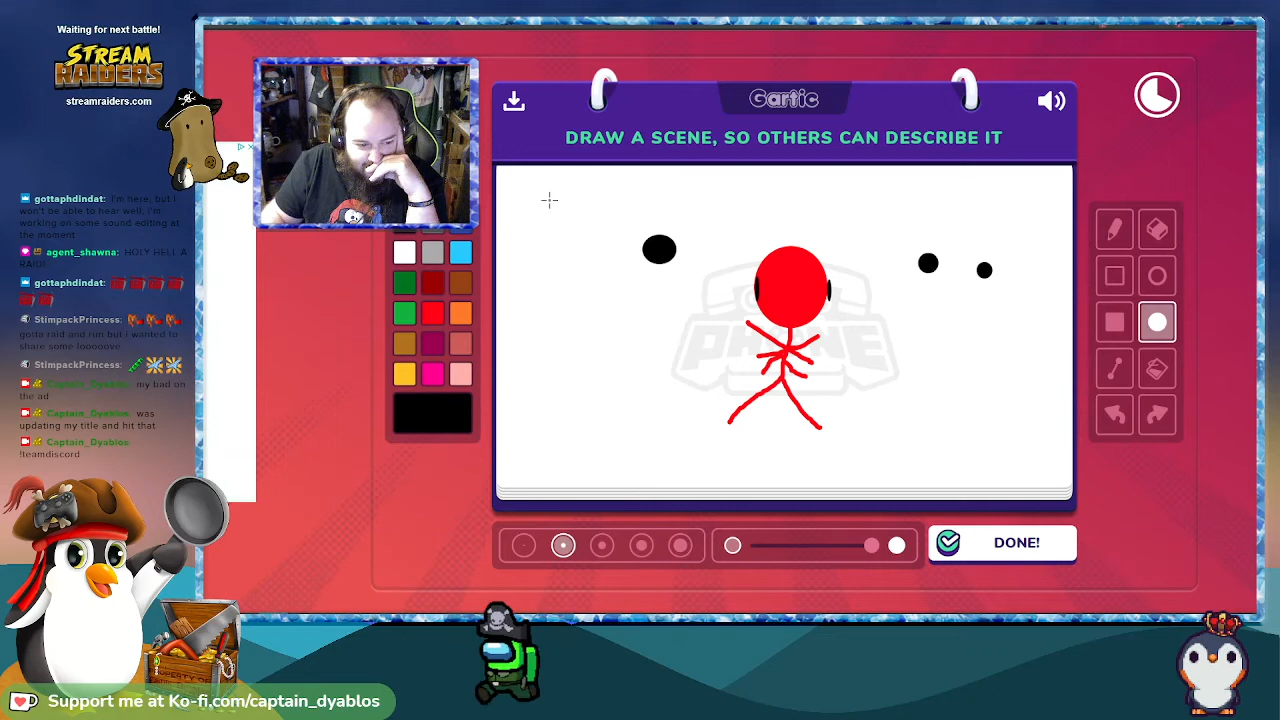 Waiting for next battle!
STREAM
RAIDERS
streamraiders.com
gottaphdindat: I'm here, but I
won't be able to hear well, i'm
working on some sound editing at
the moment
agent_shawna: HOLY HELL A
RAID!
gottaphdindat:
StimpackPrincess:
gotta raid and run but i wanted to
share some looooove
StimpackPrincess:
Captain_Dyablos: my bad on
the ad
Captain_Dyablos: was
updating my title and hit that
Captain_Dyablos:
!teamdiscord
Gartic
DRAW A SCENE, SO OTHERS CAN DESCRIBE IT
PHONE
DONE!
PROPERTY OF
Support me at Ko-fi.com/captain_dyablos